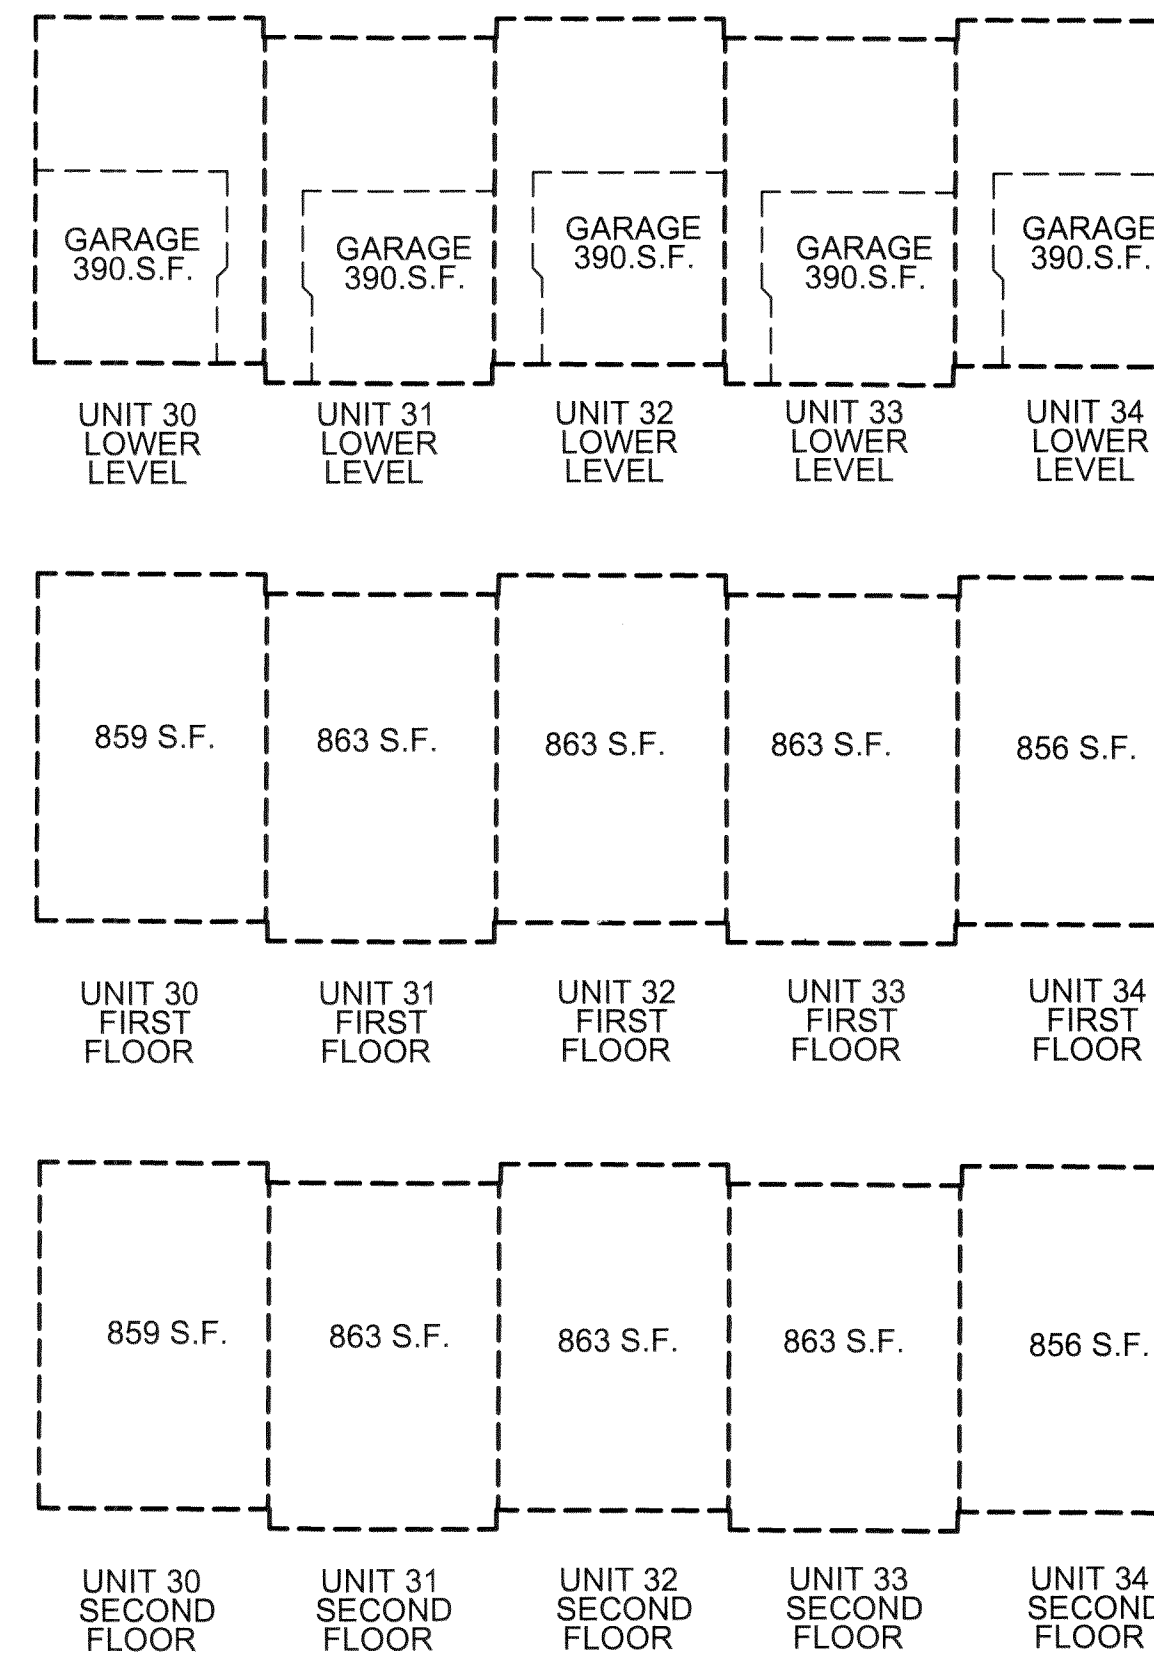 GARAGE
390.S.F.
GARAGE
390.S.F.
GARAGE
390.S.F.
GARAGE
390.S.F.
GARAGE
390.S.F.
UNIT 30
LOWER
LEVEL
UNIT 31
LOWER
LEVEL
UNIT 32
LOWER
LEVEL
UNIT 33
LOWER
LEVEL
UNIT 34
LOWER
LEVEL
859 S.F.
863 S.F.
863 S.F.
863 S.F.
856 S.F.
UNIT 30
FIRST
FLOOR
UNIT 31
FIRST
FLOOR
UNIT 32
FIRST
FLOOR
UNIT 33
FIRST
FLOOR
UNIT 34
FIRST
FLOOR
859 S.F.
863 S.F.
863 S.F.
863 S.F.
856 S.F.
UNIT 30
SECOND
FLOOR
UNIT 31
SECOND
FLOOR
UNIT 32
SECOND
FLOOR
UNIT 33
SECOND
FLOOR
UNIT 34
SECOND
FLOOR